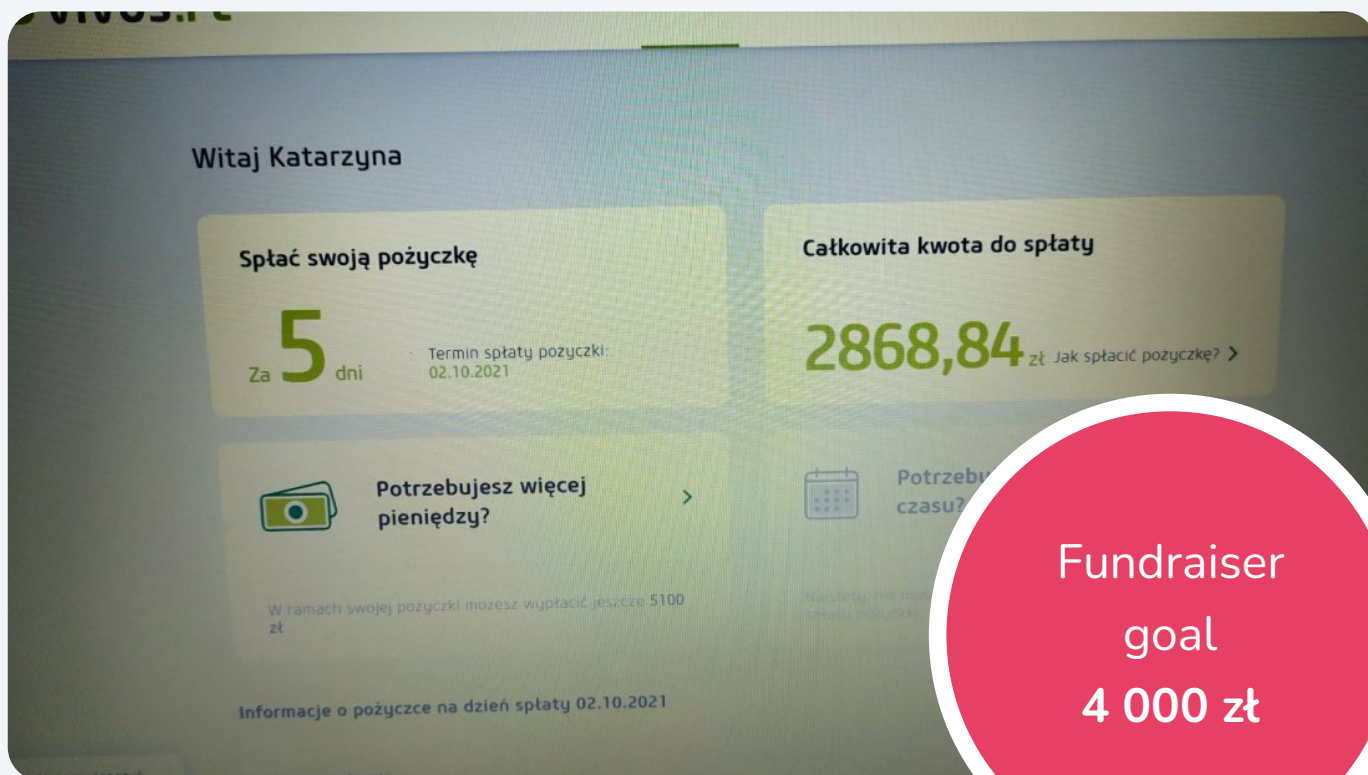 Witaj Katarzyna
Spłać swoją pożyczkę
Za 5 dni
Termin spłaty pożyczki:
02.10.2021
Całkowita kwota do spłaty
2868,84 zł Jak spłacić pożyczkę?
Potrzebujesz więcej
pieniędzy?
W ramach swojej pożyczki możesz wypłacić jeszcze 5100
zł
czasu?
Informacje o pożyczce na dzień spłaty 02.10.2021
Fundraiser
goal
4 000 zł